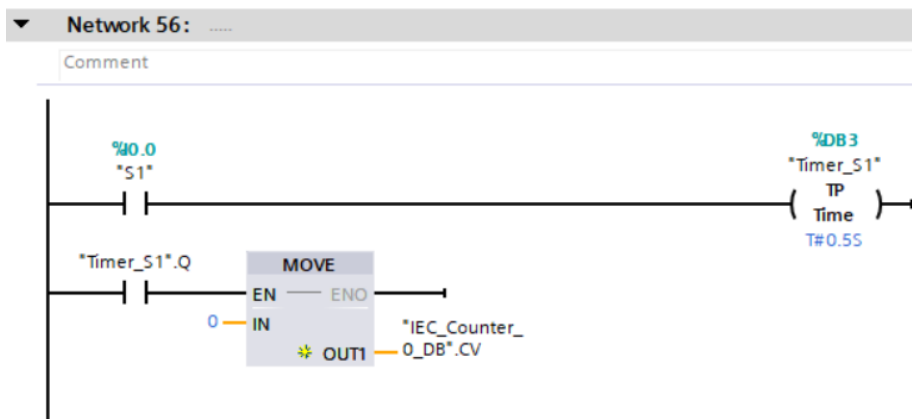 Network 56: .....
Comment
%I0.0
"S1"
%DB3
"Timer_S1"
TP
Time
T#0.5S
"Timer_S1".Q
MOVE
EN ENO
0 IN
OUT1
"IEC_Counter_
0_DB".CV